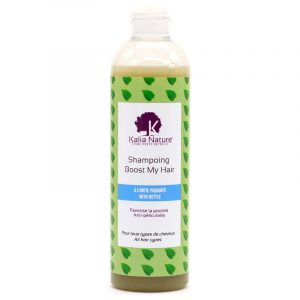 K
Kalia Nature
Shampoing
Boost My Hair
À L'ORTIE PIQUANTE
WITH NETTLE
Favorise la pousse
Anti-péliculaire
Pour tous types de cheveux
All hair types